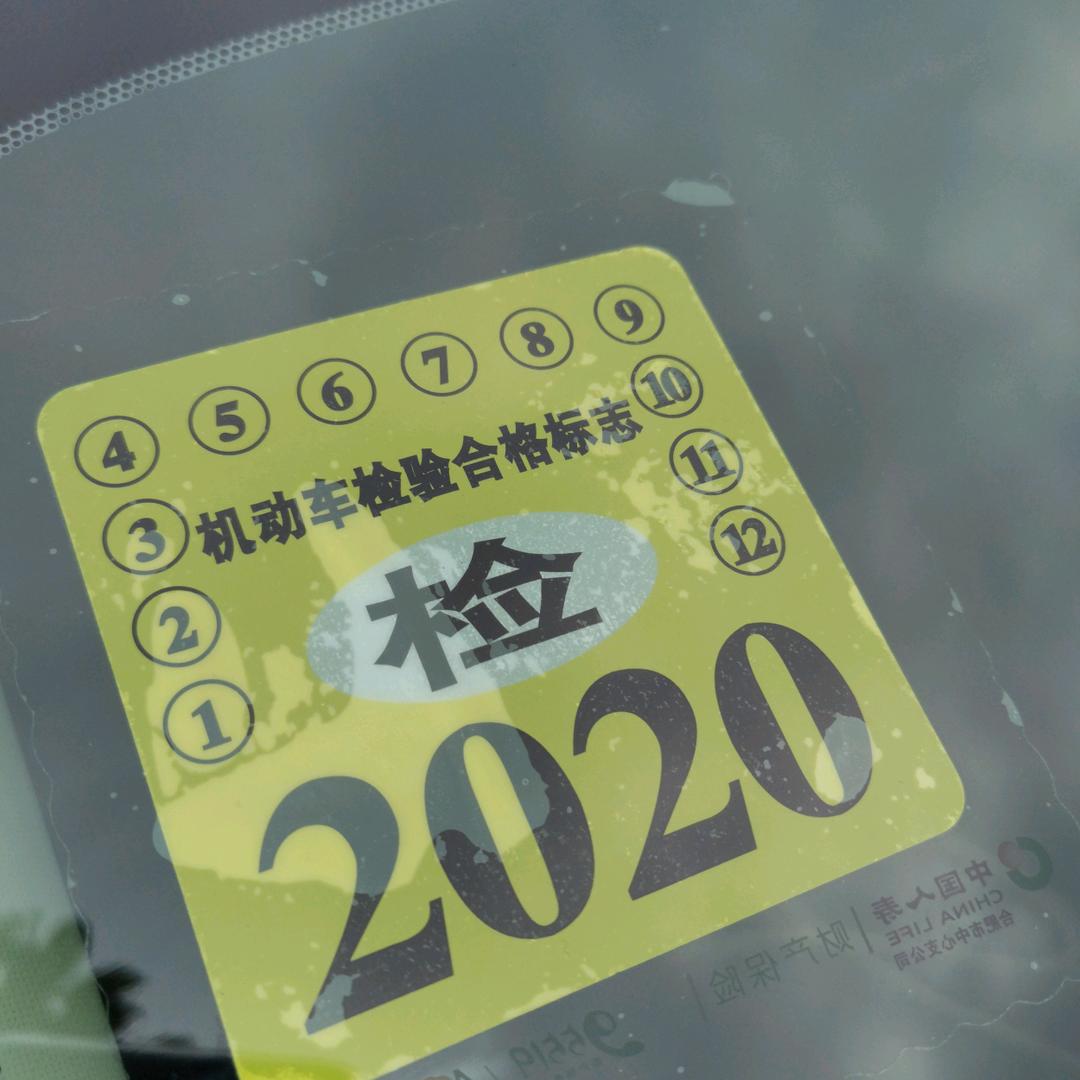 ④ ⑤ ⑥ ⑦ ⑧ ⑨
③ ⑩
② ⑪
① ⑫
机动车检验合格标志
检
2020
中国人寿
CHINA LIFE
财产保险
合肥市中心支公司
95519